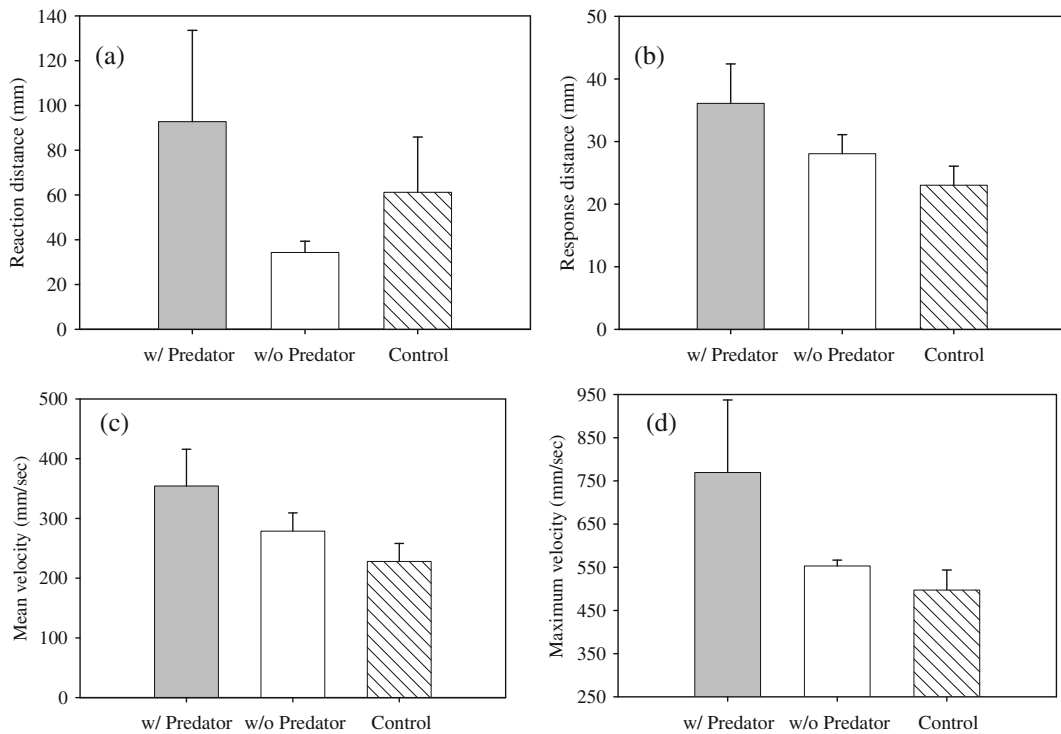 (a)
Reaction distance (mm)
140
120
100
80
60
40
20
0
w/ Predator w/o Predator Control
(b)
Response distance (mm)
50
40
30
20
10
0
w/ Predator w/o Predator Control
(c)
Mean velocity (mm/sec)
500
400
300
200
100
0
w/ Predator w/o Predator Control
(d)
Maximum velocity (mm/sec)
950
850
750
650
550
450
350
250
w/ Predator w/o Predator Control